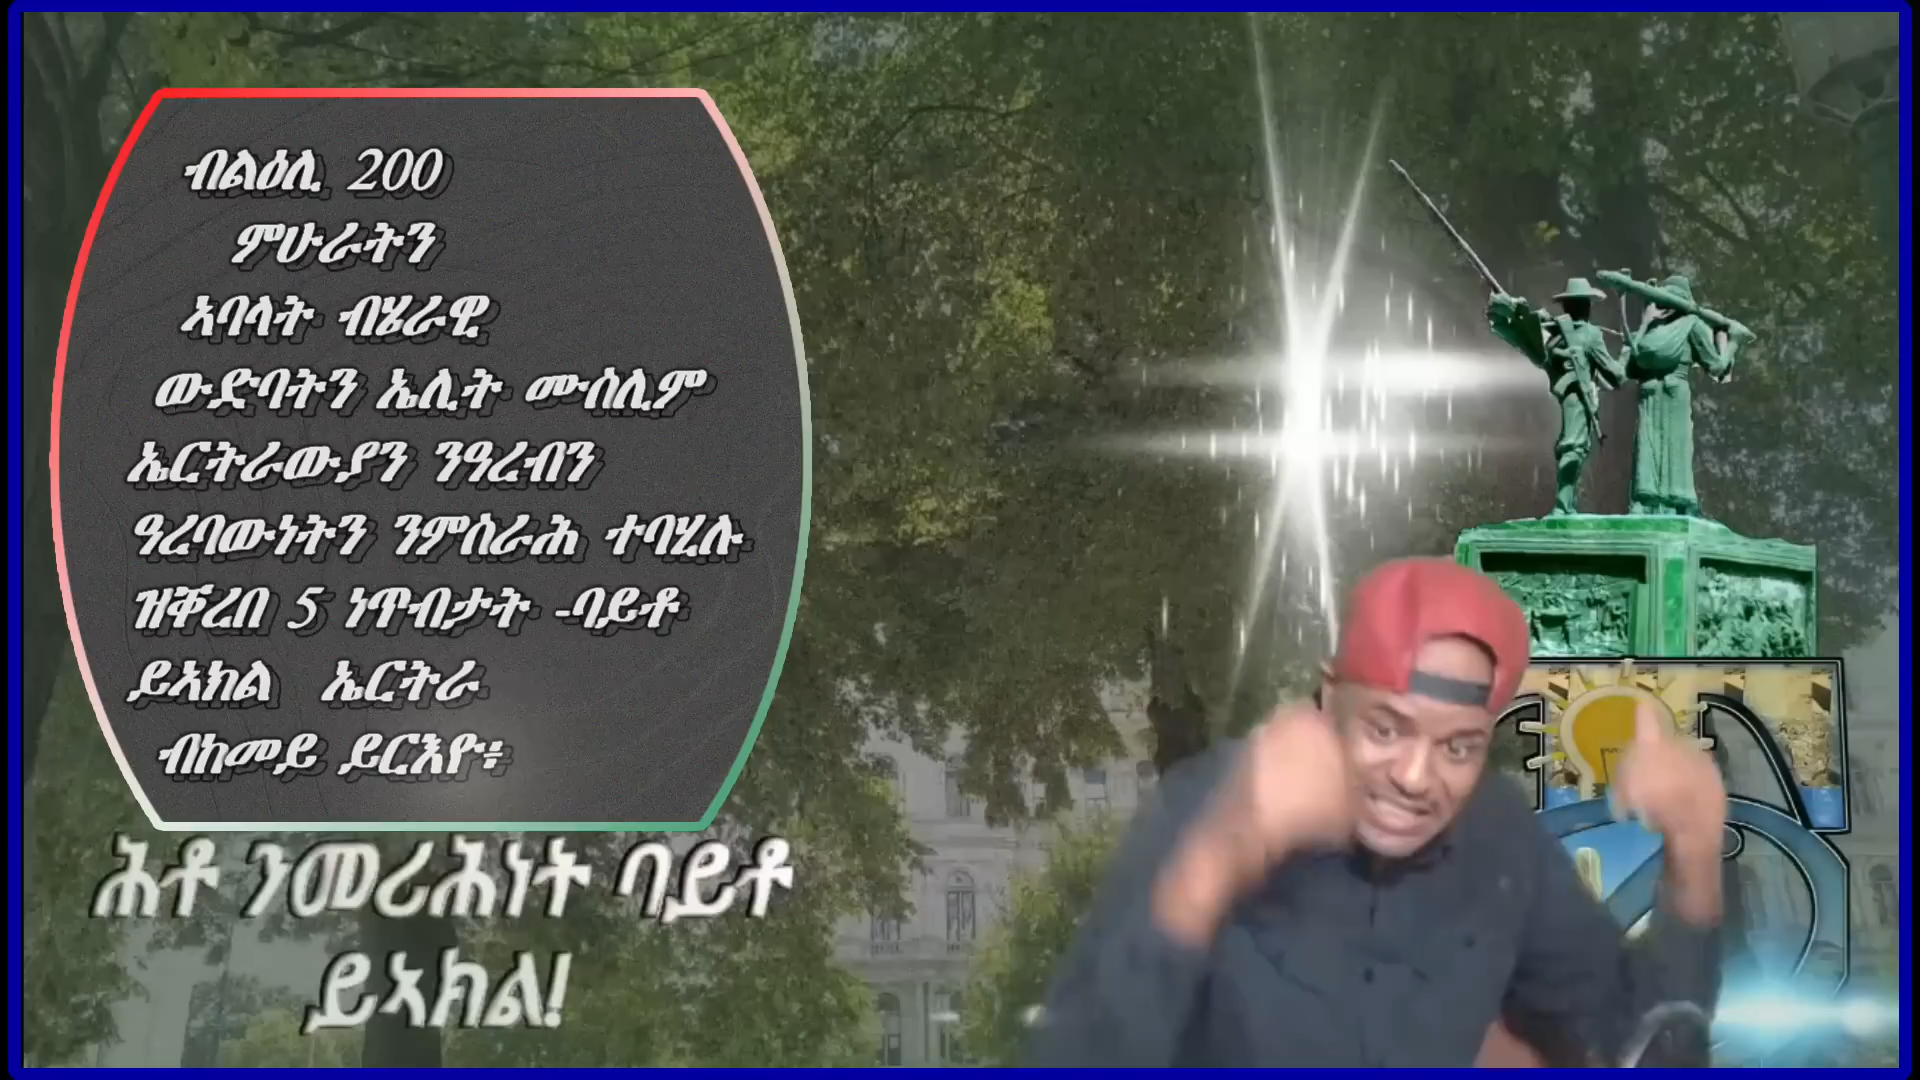 ብልዕሊ 200
ምሁራትን
ኣባላት ብሄራዊ
ውድባትን ኤሊት ሙስሊም
ኤርትራውያን ንዓረብን
ዓረባውነትን ንምስራሕ ተባሂሉ
ዝቐረበ 5 ነጥብታት -ባይቶ
ይኣክል ኤርትራ
ብከመይ ይርእዮ፧
ሕቶ ንመሪሕነት ባይቶ
ይኣክል!